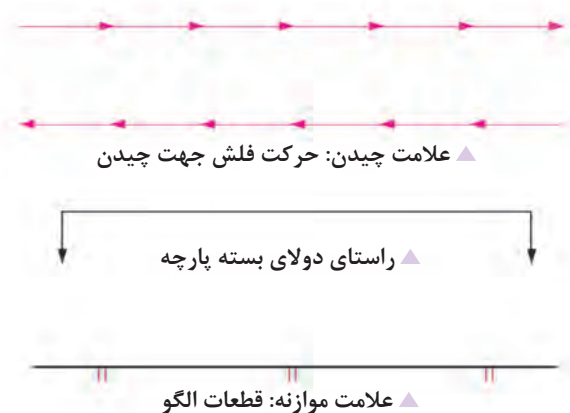 علامت چیدن: حرکت فلش جهت چیدن
راستای دولای بسته پارچه
علامت موازنه: قطعات الگو